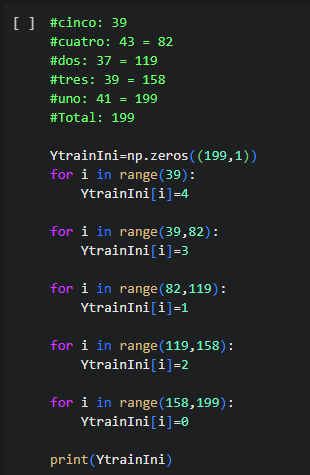 [ ] #cinco: 39
#cuatro: 43 = 82
#dos: 37 = 119
#tres: 39 = 158
#uno: 41 = 199
#Total: 199

YtrainIni=np.zeros((199,1))
for i in range(39):
    YtrainIni[i]=4

for i in range(39,82):
    YtrainIni[i]=3

for i in range(82,119):
    YtrainIni[i]=1

for i in range(119,158):
    YtrainIni[i]=2

for i in range(158,199):
    YtrainIni[i]=0

print(YtrainIni)